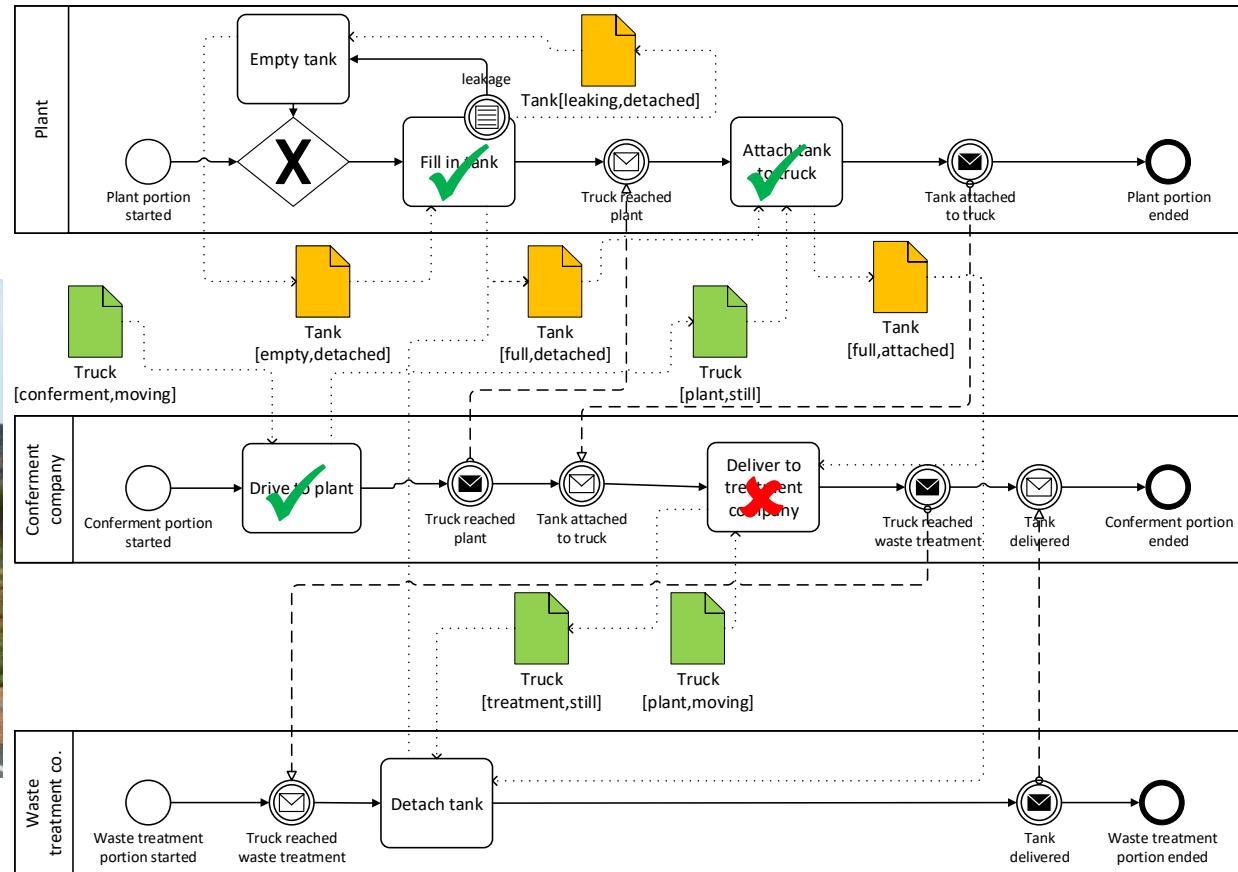 Plant
Empty tank
leakage
Tank[leaking,detached]
X
Fill in tank
Attach tank
to truck
Plant portion
started
Truck reached
plant
Tank attached
to truck
Plant portion
ended
Truck
[conferment,moving]
Tank
[empty,detached]
Tank
[full,detached]
Truck
[plant,still]
Tank
[full,attached]
Conferment
company
Drive to plant
Deliver to
treatment
company
Conferment portion
started
Truck reached
plant
Tank attached
to truck
Truck reached
waste treatment
Tank
delivered
Conferment portion
ended
Truck
[treatment,still]
Truck
[plant,moving]
Waste
treatment co.
Detach tank
Waste treatment
portion started
Truck reached
waste treatment
Tank
delivered
Waste treatment
portion ended